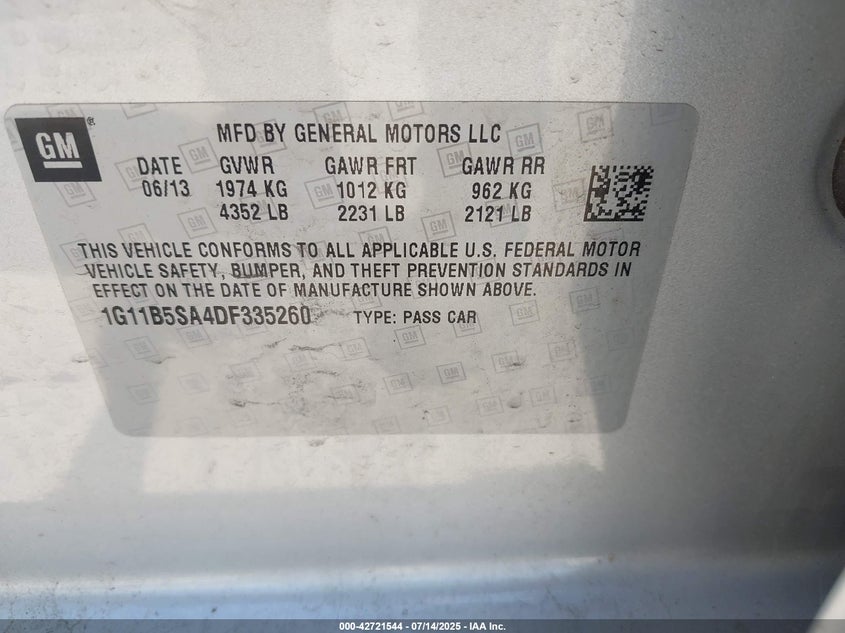 GM
MFD BY GENERAL MOTORS LLC
DATE GVWR GAWR FRT GAWR RR
06/13 1974 KG 1012 KG 962 KG
4352 LB 2231 LB 2121 LB
THIS VEHICLE CONFORMS TO ALL APPLICABLE U.S. FEDERAL MOTOR
VEHICLE SAFETY, BUMPER, AND THEFT PREVENTION STANDARDS IN
EFFECT ON THE DATE OF MANUFACTURE SHOWN ABOVE.
1G11B5SA4DF335260 TYPE: PASS CAR
000-42721544 - 07/14/2025 - IAA Inc.